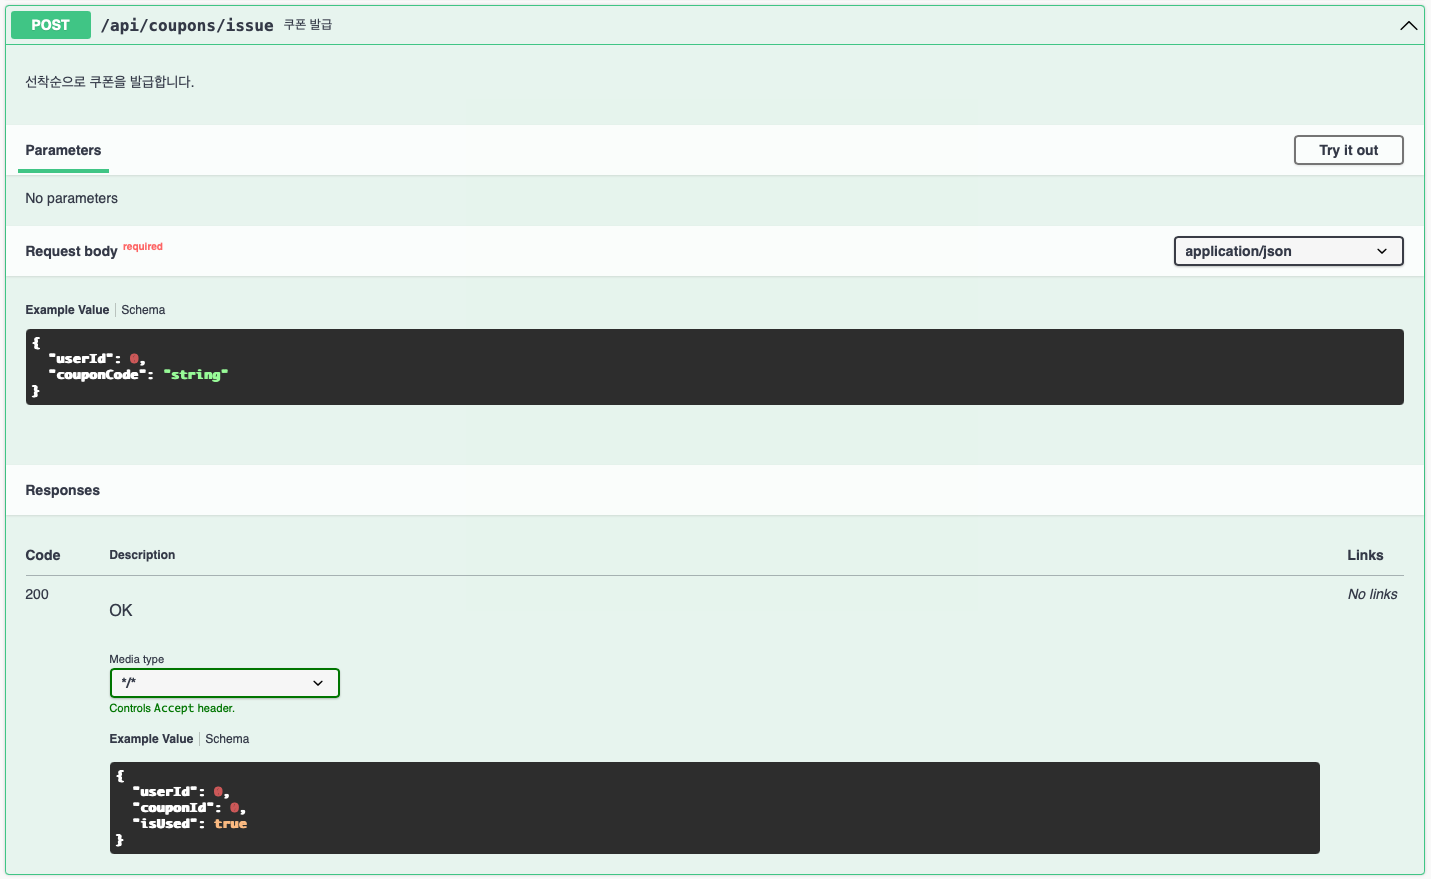 POST /api/coupons/issue 쿠폰 발급
선착순으로 쿠폰을 발급합니다.
Parameters Try it out
No parameters
Request body required application/json
Example Value Schema
{
"userId": 0,
"couponCode": "string"
}
Responses
Code Description Links
200 No links
OK
Media type
*/*
Controls Accept header.
Example Value Schema
{
"userId": 0,
"couponId": 0,
"isUsed": true
}